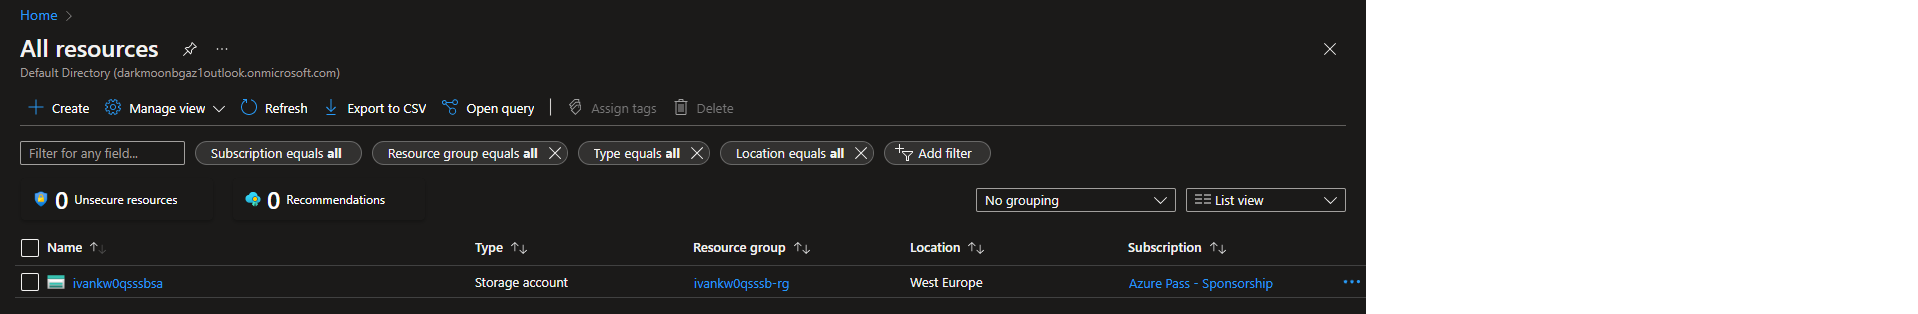 Home
All resources
Default Directory (darkmoonbgaz1outlook.onmicrosoft.com)
Create Manage view Refresh Export to CSV Open query Assign tags Delete
Filter for any field... Subscription equals all Resource group equals all Type equals all Location equals all Add filter
0 Unsecure resources 0 Recommendations No grouping List view
Name Type Resource group Location Subscription
ivankw0qsssbsa Storage account ivankw0qsssb-rg West Europe Azure Pass - Sponsorship